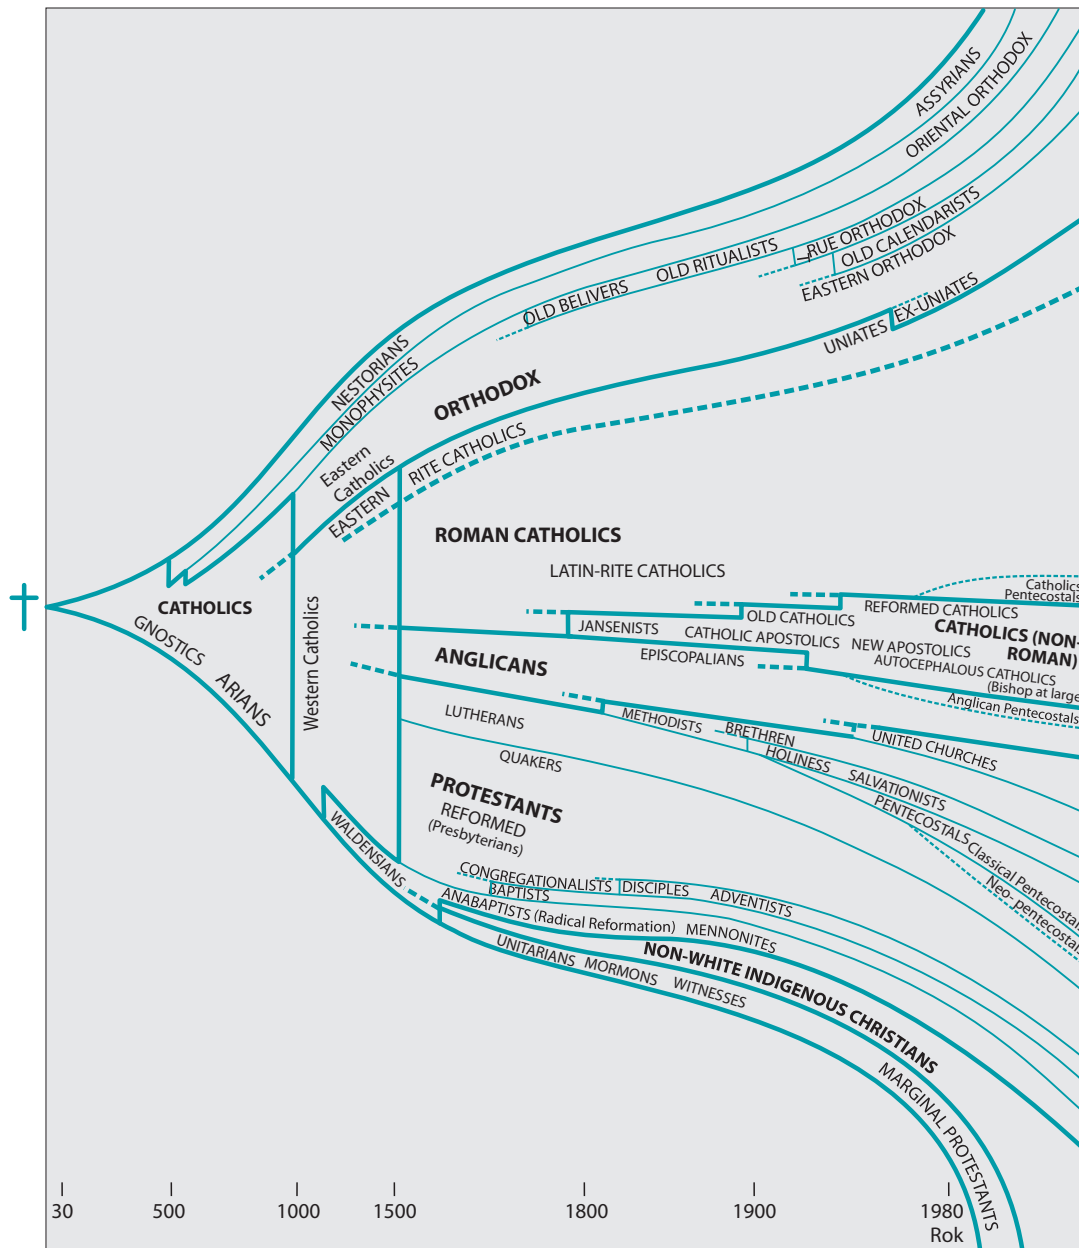 ASSYRIANS
ORIENTAL ORTHODOX
TRUE ORTHODOX
OLD CALENDARISTS
EASTERN ORTHODOX
OLD RITUALISTS
OLD BELIVERS
EX-UNIATES
UNIATES
NESTORIANS
MONOPHYSITES
ORTHODOX
Eastern
Catholics
EASTERN
RITE CATHOLICS
ROMAN CATHOLICS
LATIN-RITE CATHOLICS
Catholics
Pentecostals
REFORMED CATHOLICS
CATHOLICS
GNOSTICS
ARIANS
Western Catholics
OLD CATHOLICS
JANSENISTS
CATHOLIC APOSTOLICS
NEW APOSTOLICS
CATHOLICS (NON-
ROMAN)
AUTOCEPHALOUS CATHOLICS
(Bishop at large
EPISCOPALIANS
ANGLICANS
Anglican Pentecostals
LUTHERANS
METHODISTS
BRETHREN
UNITED CHURCHES
QUAKERS
HOLINESS
SALVATIONISTS
PROTESTANTS
REFORMED
(Presbyterians)
PENTECOSTALS
Classical Pentecostal
Neo- pentecostal
WALDENSIANS
CONGREGATIONALISTS
DISCIPLES
ADVENTISTS
BAPTISTS
ANABAPTISTS (Radical Reformation)
MENNONITES
NON-WHITE INDIGENOUS CHRISTIANS
UNITARIANS
MORMONS
WITNESSES
MARGINAL PROTESTANTS
30 500 1000 1500 1800 1900 1980
Rok